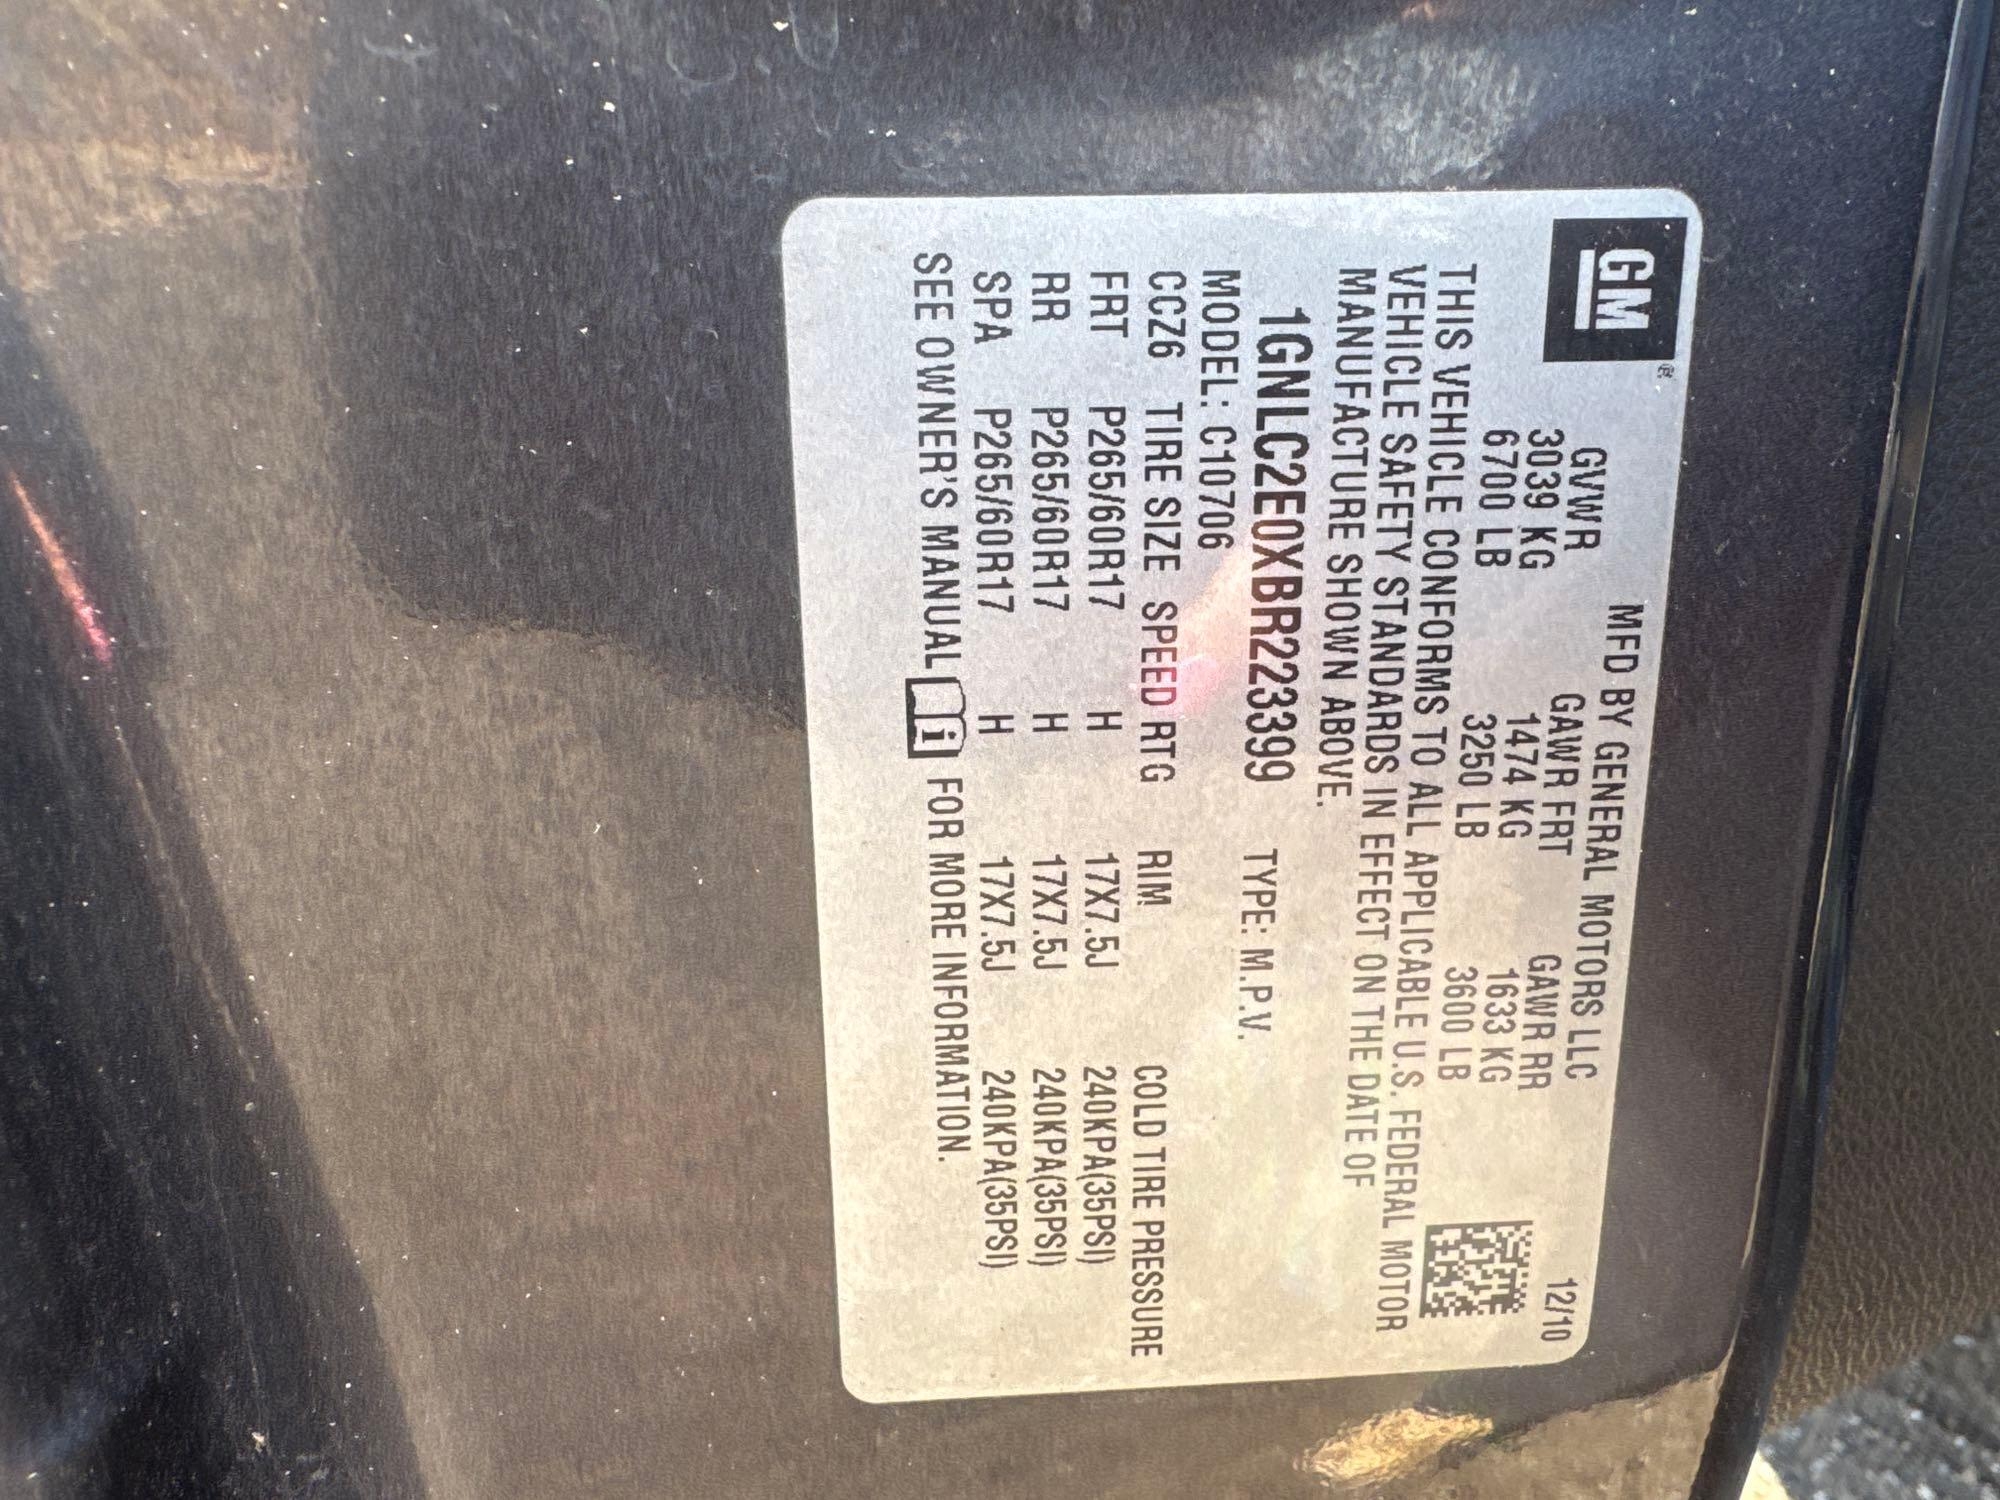 GM®
MFD BY GENERAL MOTORS LLC 12/10
GVWR GAWR FRT GAWR RR
3039 KG 1474 KG 1633 KG
6700 LB 3250 LB 3600 LB
THIS VEHICLE CONFORMS TO ALL APPLICABLE U.S. FEDERAL MOTOR
VEHICLE SAFETY STANDARDS IN EFFECT ON THE DATE OF
MANUFACTURE SHOWN ABOVE.
1GNLC2E0XBR223399 TYPE: M.P.V.
MODEL: C10706
CCZ6 TIRE SIZE SPEED RTG RIM COLD TIRE PRESSURE
FRT P265/60R17 H 17X7.5J 240KPA(35PSI)
RR P265/60R17 H 17X7.5J 240KPA(35PSI)
SPA P265/60R17 H 17X7.5J 240KPA(35PSI)
SEE OWNER'S MANUAL i FOR MORE INFORMATION.